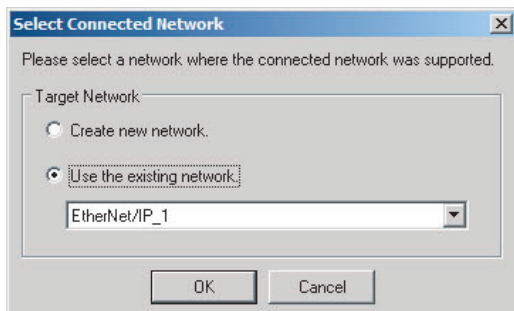 Select Connected Network
Please select a network where the connected network was supported.
Target Network
Create new network.
Use the existing network.
EtherNet/IP_1
OK
Cancel